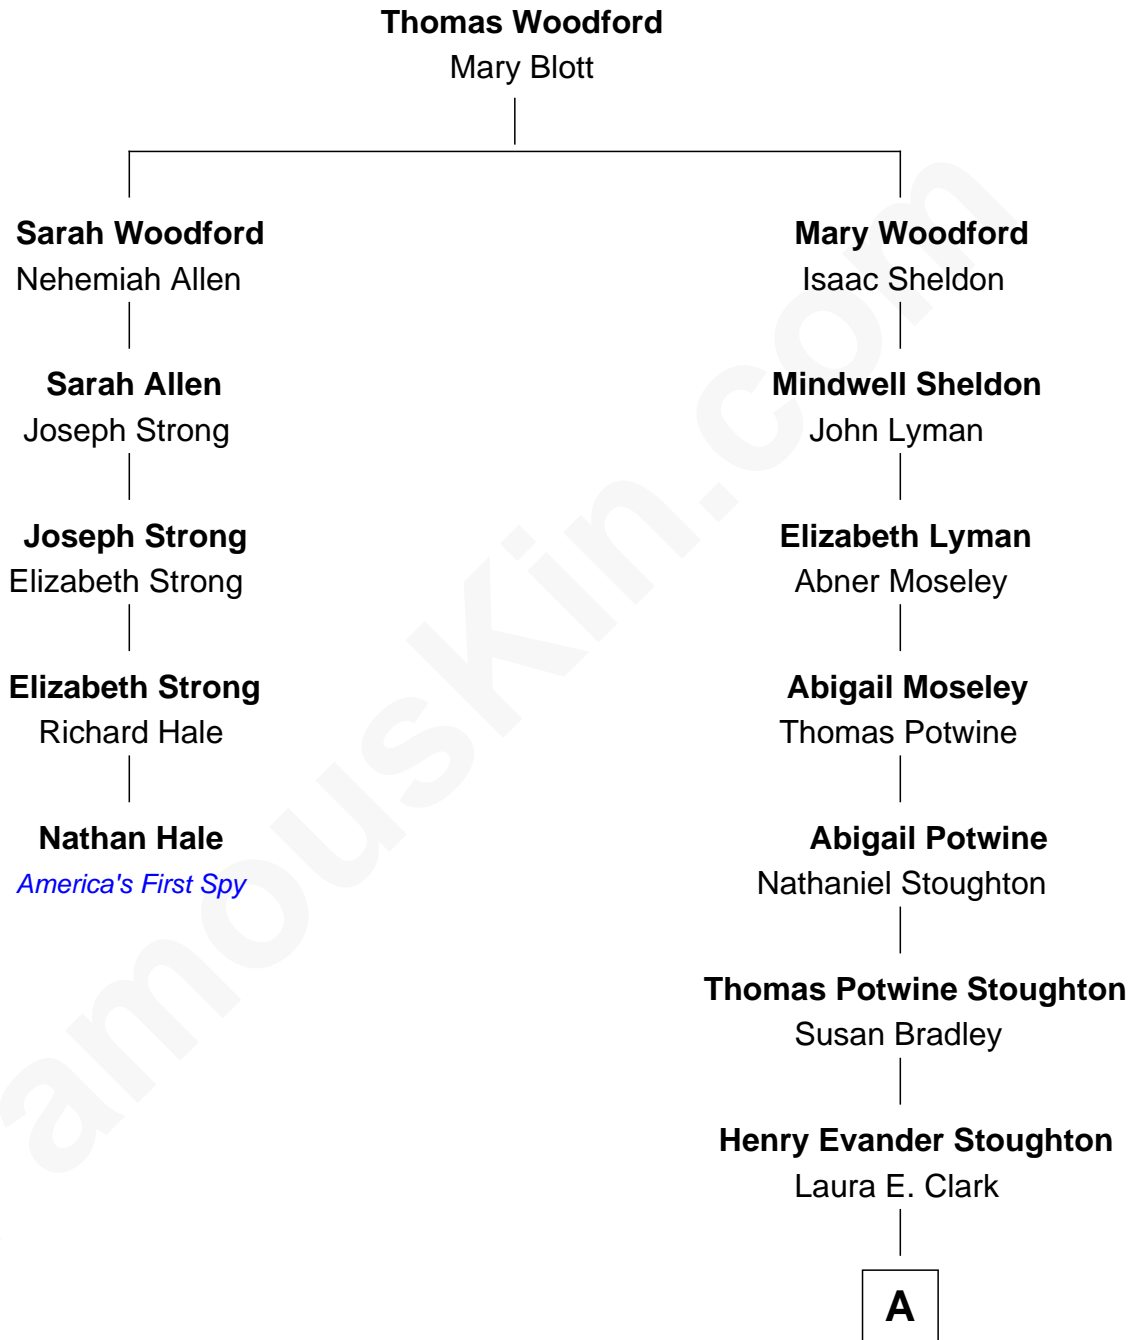 Thomas Woodford
Mary Blott
Sarah Woodford
Nehemiah Allen
Sarah Allen
Joseph Strong
Joseph Strong
Elizabeth Strong
Elizabeth Strong
Richard Hale
Nathan Hale
America's First Spy
Mary Woodford
Isaac Sheldon
Mindwell Sheldon
John Lyman
Elizabeth Lyman
Abner Moseley
Abigail Moseley
Thomas Potwine
Abigail Potwine
Nathaniel Stoughton
Thomas Potwine Stoughton
Susan Bradley
Henry Evander Stoughton
Laura E. Clark
A
amousKin.com